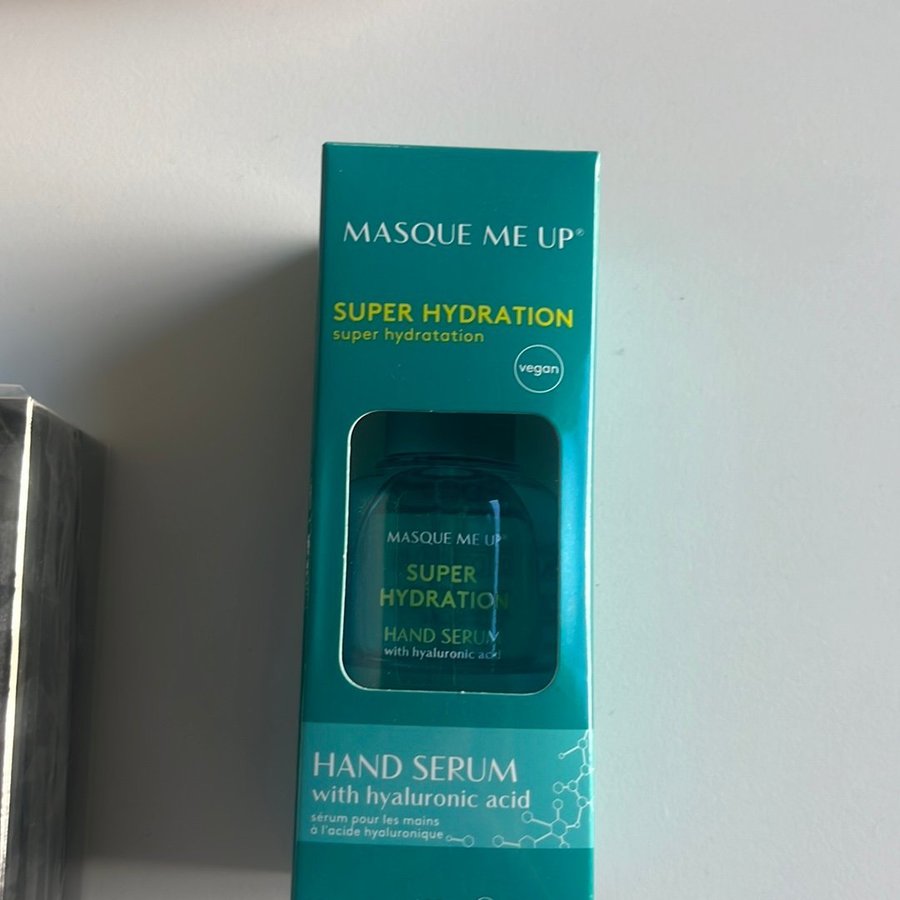 MASQUE ME UP®
SUPER HYDRATION
super hydratation
vegan
MASQUE ME UP®
SUPER
HYDRATION
HAND SERUM
with hyaluronic acid
HAND SERUM
with hyaluronic acid
sérum pour les mains
à l'acide hyaluronique